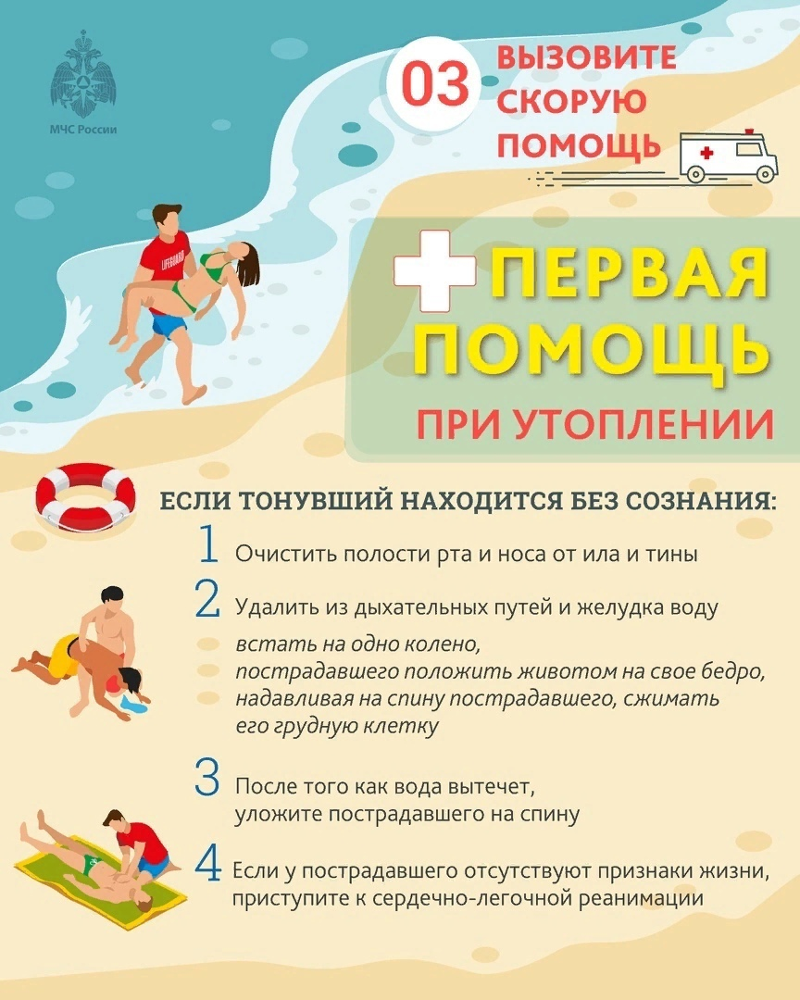 МЧС России
03
ВЫЗОВИТЕ
СКОРУЮ
ПОМОЩЬ
LIFEGUARD
ПЕРВАЯ
ПОМОЩЬ
ПРИ УТОПЛЕНИИ
ЕСЛИ ТОНУВШИЙ НАХОДИТСЯ БЕЗ СОЗНАНИЯ:
1 Очистить полости рта и носа от ила и тины
2 Удалить из дыхательных путей и желудка воду
встать на одно колено,
пострадавшего положить животом на свое бедро,
надавливая на спину пострадавшего, сжимать
его грудную клетку
3 После того как вода вытечет,
уложите пострадавшего на спину
4 Если у пострадавшего отсутствуют признаки жизни,
приступите к сердечно-легочной реанимации